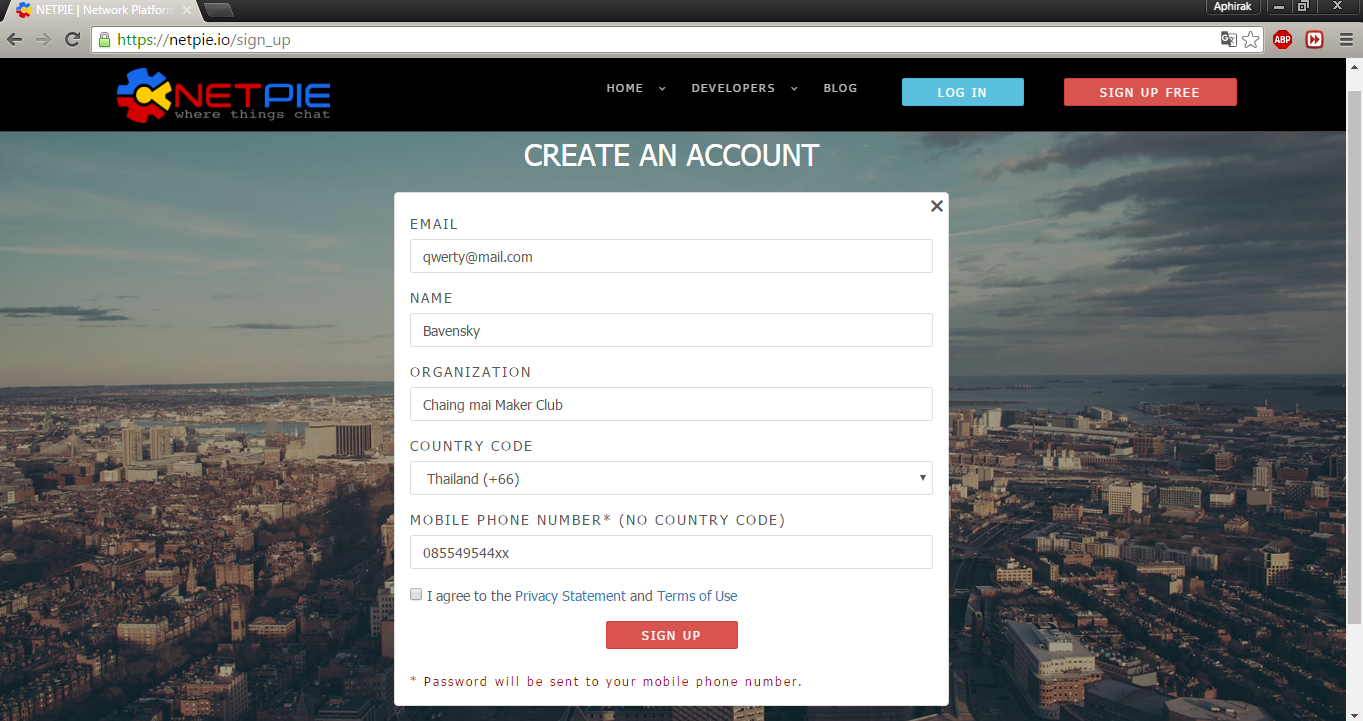 NETPIE | Network Platform
Aphirak
https://netpie.io/sign_up
ABP
NETPIE
where things chat
HOME
DEVELOPERS
BLOG
LOG IN
SIGN UP FREE
CREATE AN ACCOUNT
EMAIL
qwerty@mail.com
NAME
Bavensky
ORGANIZATION
Chaing mai Maker Club
COUNTRY CODE
Thailand (+66)
MOBILE PHONE NUMBER* (NO COUNTRY CODE)
085549544xx
I agree to the Privacy Statement and Terms of Use
SIGN UP
* Password will be sent to your mobile phone number.